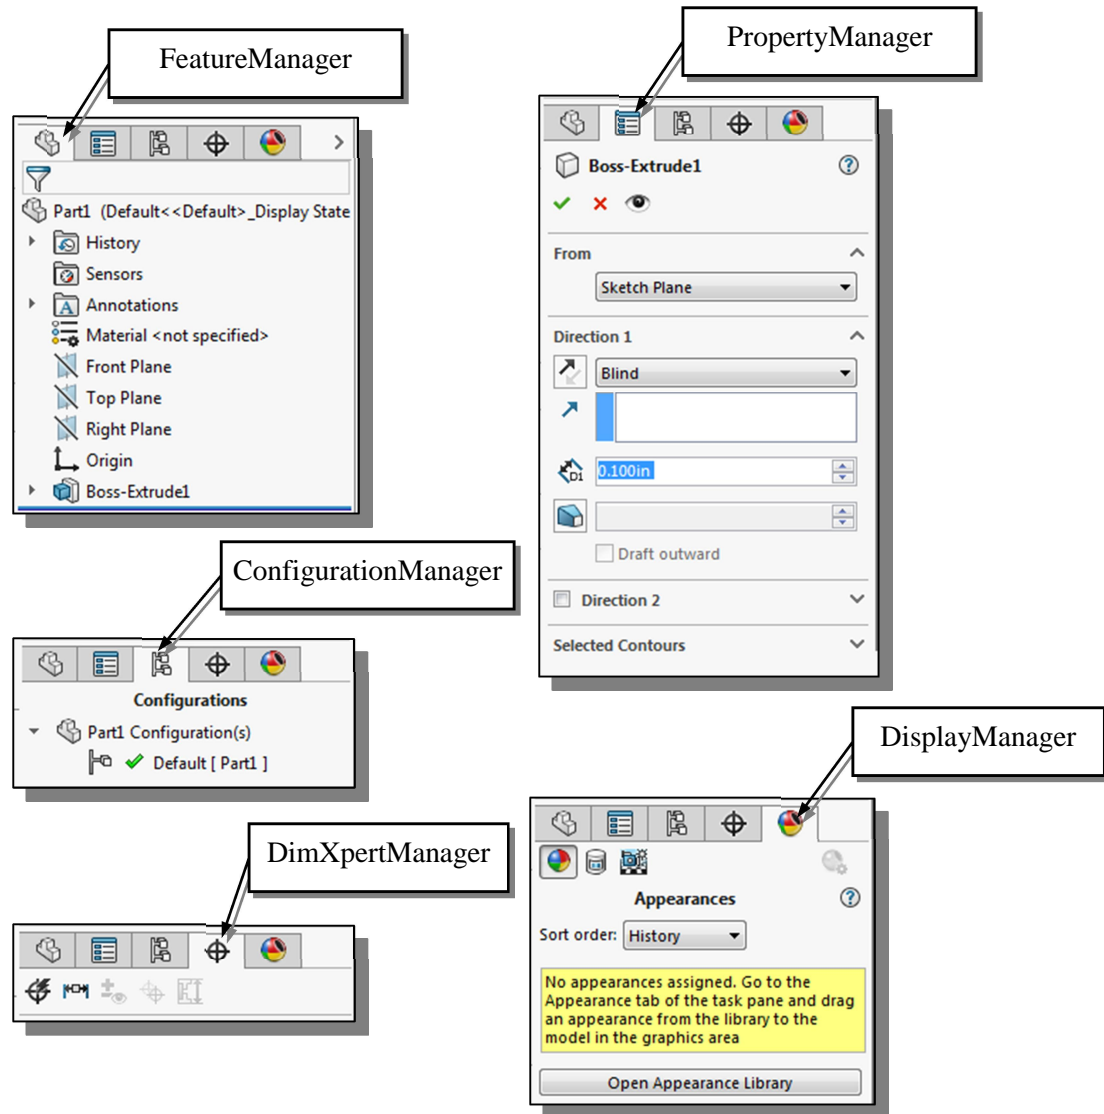 FeatureManager
Part1 (Default<<Default>_Display State
History
Sensors
A Annotations
Material <not specified>
Front Plane
Top Plane
Right Plane
Origin
Boss-Extrude1
PropertyManager
Boss-Extrude1
?
From
Sketch Plane
Direction 1
Blind
D1 0.100in
Draft outward
Direction 2
Selected Contours
ConfigurationManager
Configurations
Part1 Configuration(s)
Default [ Part1 ]
DimXpertManager
DisplayManager
Appearances ?
Sort order: History
No appearances assigned. Go to the
Appearance tab of the task pane and drag
an appearance from the library to the
model in the graphics area
Open Appearance Library